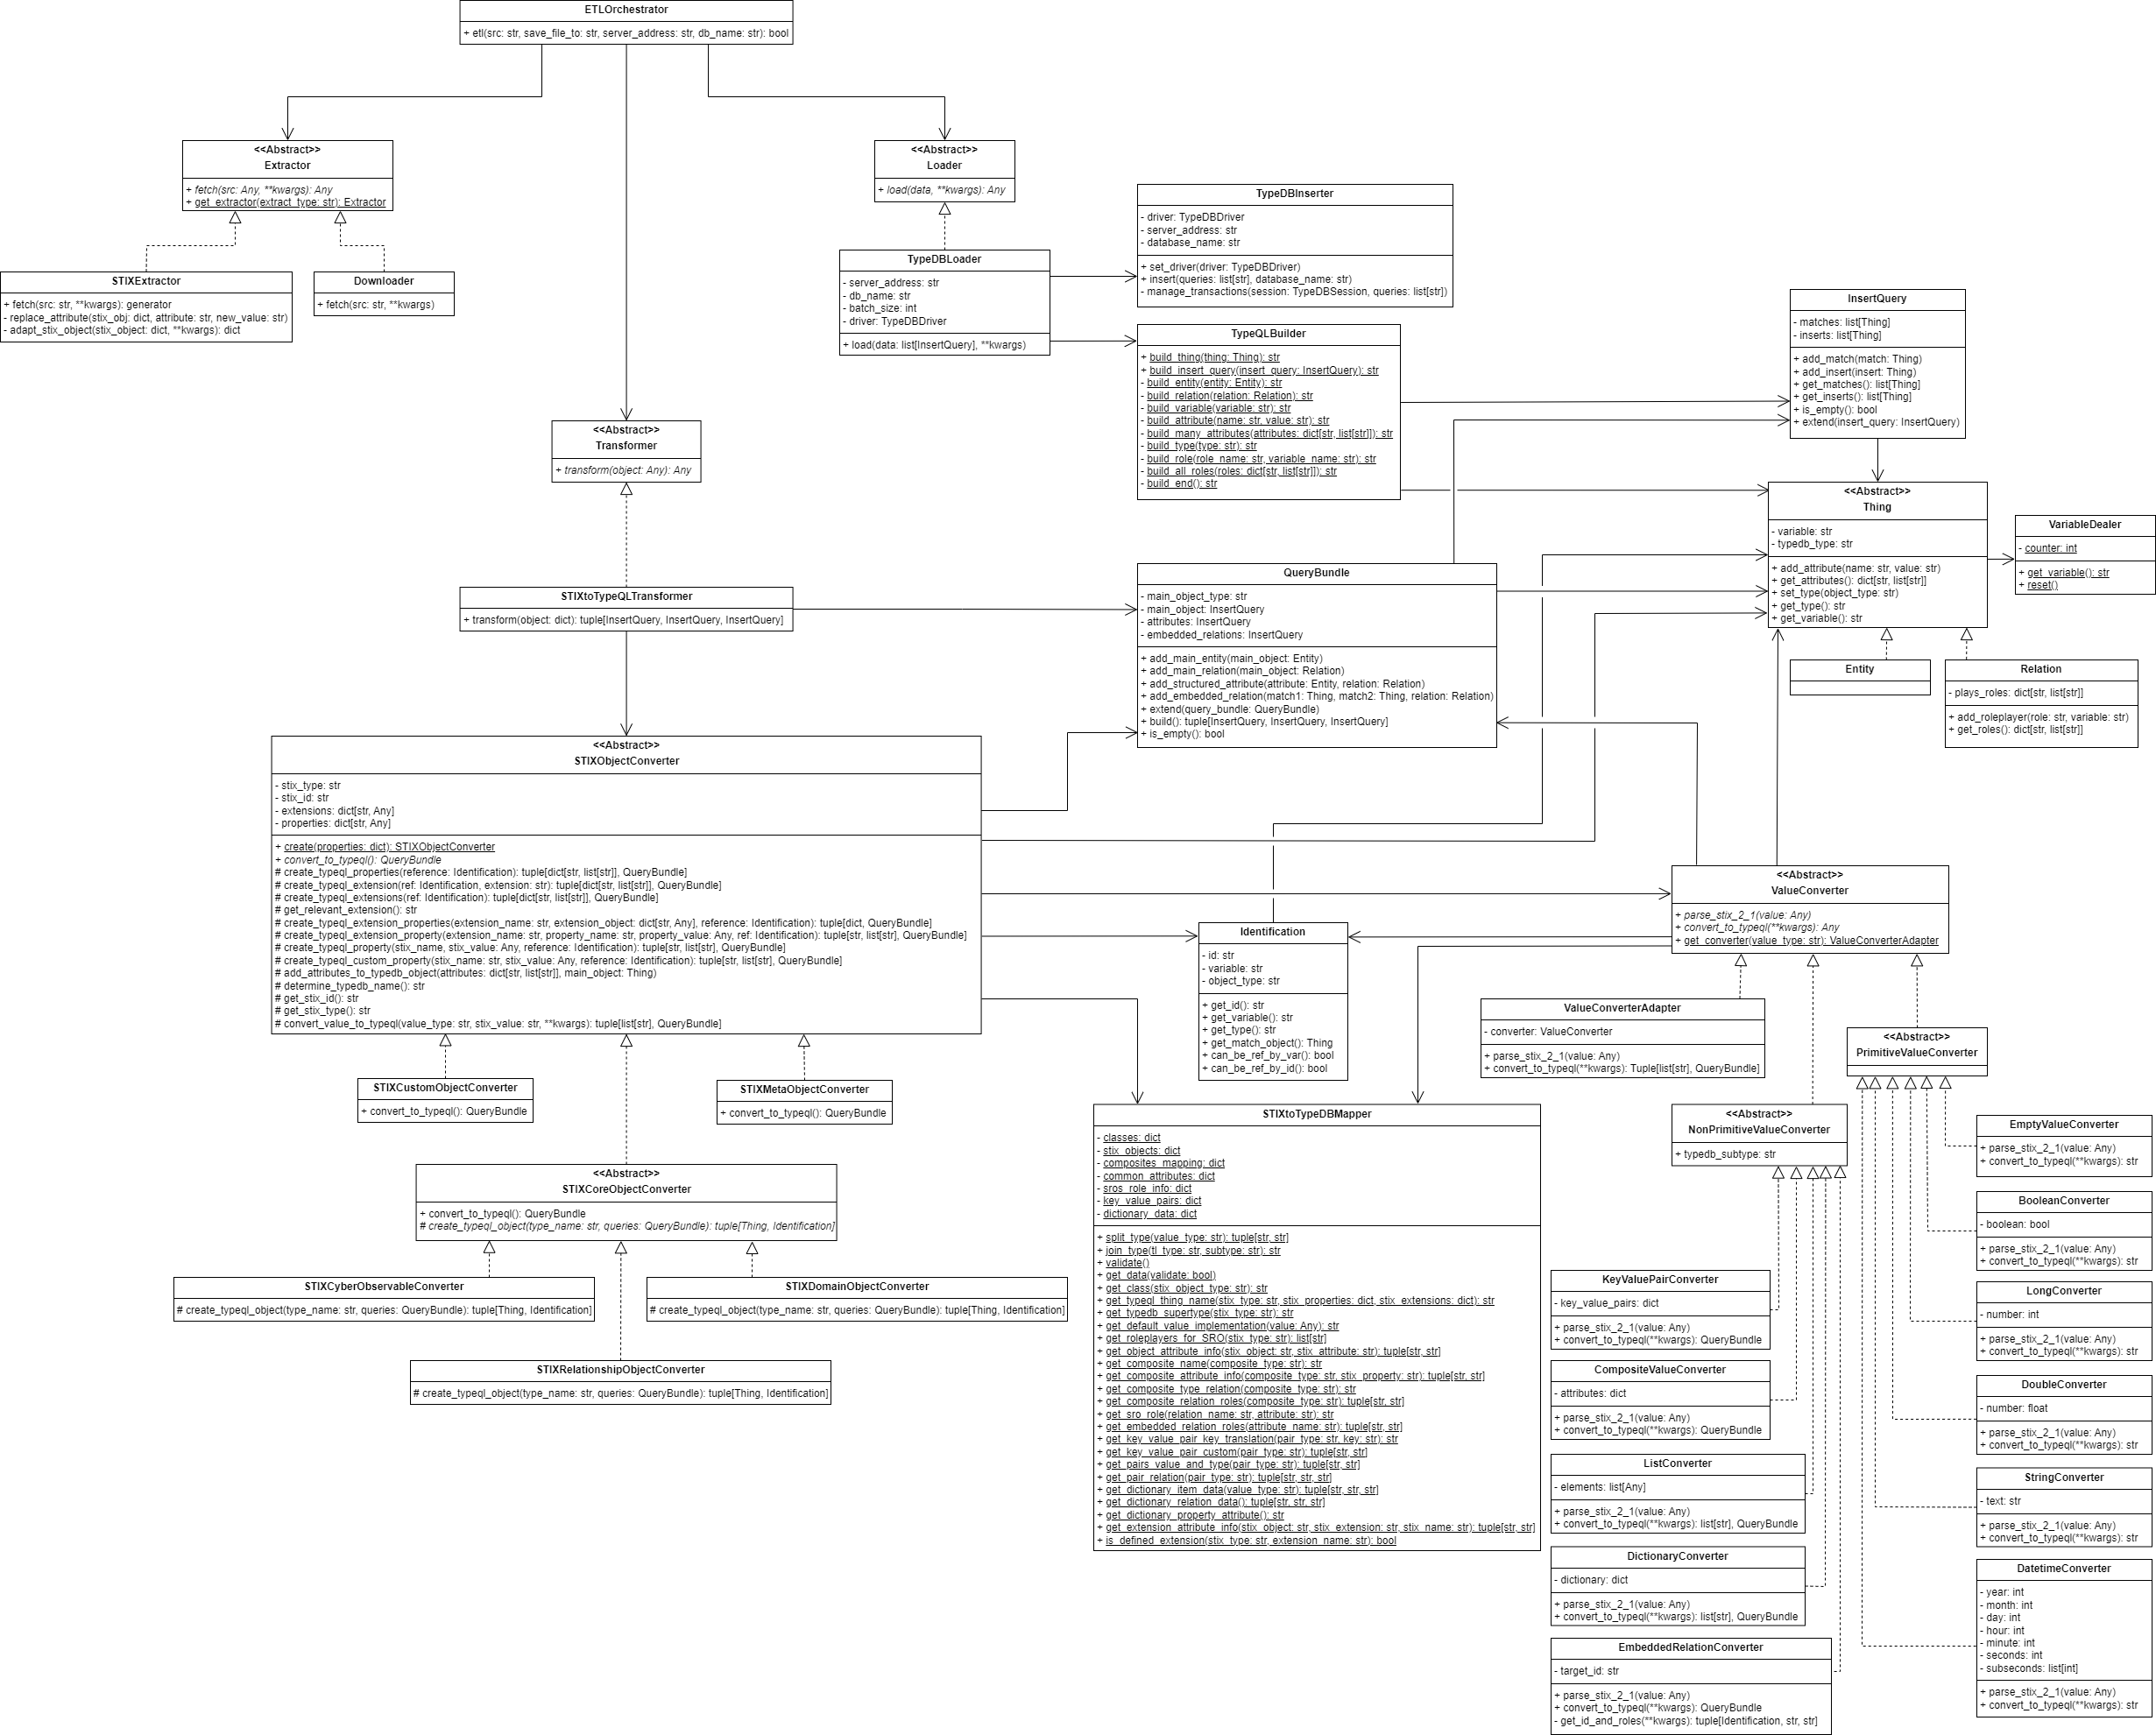 ETLOrchestrator
+ etl(src: str, save_file_to: str, server_address: str, db_name: str): bool
<<Abstract>>
Extractor
+ fetch(src: Any, **kwargs): Any
+ get_extractor(extract_type: str): Extractor
<<Abstract>>
Loader
+ load(data, **kwargs): Any
STIXExtractor
+ fetch(src: str, **kwargs): generator
- replace_attribute(stix_obj: dict, attribute: str, new_value: str)
- adapt_stix_object(stix_object: dict, **kwargs): dict
Downloader
+ fetch(src: str, **kwargs)
TypeDBLoader
- server_address: str
- db_name: str
- batch_size: int
- driver: TypeDBDriver
+ load(data: list[InsertQuery], **kwargs)
TypeDBInserter
- driver: TypeDBDriver
- server_address: str
- database_name: str
+ set_driver(driver: TypeDBDriver)
+ insert(queries: list[str], database_name: str)
- manage_transactions(session: TypeDBSession, queries: list[str])
TypeQLBuilder
+ build_thing(thing: Thing): str
+ build_insert_query(insert_query: InsertQuery): str
- build_entity(entity: Entity): str
- build_relation(relation: Relation): str
- build_variable(variable: str): str
- build_attribute(name: str, value: str): str
- build_many_attributes(attributes: dict[str, list[str]]): str
- build_type(type: str): str
- build_role(role_name: str, variable_name: str): str
- build_all_roles(roles: dict[str, list[str]]): str
- build_end(): str
InsertQuery
- matches: list[Thing]
- inserts: list[Thing]
+ add_match(match: Thing)
+ add_insert(insert: Thing)
+ get_matches(): list[Thing]
+ get_inserts(): list[Thing]
+ is_empty(): bool
+ extend(insert_query: InsertQuery)
<<Abstract>>
Transformer
+ transform(object: Any): Any
<<Abstract>>
Thing
- variable: str
- typedb_type: str
+ add_attribute(name: str, value: str)
+ get_attributes(): dict[str, list[str]]
+ set_type(object_type: str)
+ get_type(): str
+ get_variable(): str
VariableDealer
- counter: int
+ get_variable(): str
+ reset()
Entity
Relation
- plays_roles: dict[str, list[str]]
+ add_roleplayer(role: str, variable: str)
+ get_roles(): dict[str, list[str]]
STIXtoTypeQLTransformer
+ transform(object: dict): tuple[InsertQuery, InsertQuery, InsertQuery]
QueryBundle
- main_object_type: str
- main_object: InsertQuery
- attributes: InsertQuery
- embedded_relations: InsertQuery
+ add_main_entity(main_object: Entity)
+ add_main_relation(main_object: Relation)
+ add_structured_attribute(attribute: Entity, relation: Relation)
+ add_embedded_relation(match1: Thing, match2: Thing, relation: Relation)
+ extend(query_bundle: QueryBundle)
+ build(): tuple[InsertQuery, InsertQuery, InsertQuery]
+ is_empty(): bool
<<Abstract>>
STIXObjectConverter
- stix_type: str
- stix_id: str
- extensions: dict[str, Any]
- properties: dict[str, Any]
+ create(properties: dict): STIXObjectConverter
+ convert_to_typeql(): QueryBundle
# create_typeql_properties(reference: Identification): tuple[dict[str, list[str]], QueryBundle]
# create_typeql_extension(ref: Identification, extension: str): tuple[dict[str, list[str]], QueryBundle]
# create_typeql_extensions(ref: Identification): tuple[dict[str, list[str]], QueryBundle]
# get_relevant_extension(): str
# create_typeql_extension_properties(extension_name: str, extension_object: dict[str, Any], reference: Identification): tuple[dict, QueryBundle]
# create_typeql_extension_property(extension_name: str, property_name: str, property_value: Any, ref: Identification): tuple[str, list[str], QueryBundle]
# create_typeql_property(stix_name, stix_value: Any, reference: Identification): tuple[str, list[str], QueryBundle]
# create_typeql_custom_property(stix_name: str, stix_value: Any, reference: Identification): tuple[str, list[str], QueryBundle]
# add_attributes_to_typedb_object(attributes: dict[str, list[str]], main_object: Thing)
# determine_typedb_name(): str
# get_stix_id(): str
# get_stix_type(): str
# convert_value_to_typeql(value_type: str, stix_value: str, **kwargs): tuple[list[str], QueryBundle]
STIXCustomObjectConverter
+ convert_to_typeql(): QueryBundle
STIXMetaObjectConverter
+ convert_to_typeql(): QueryBundle
<<Abstract>>
STIXCoreObjectConverter
+ convert_to_typeql(): QueryBundle
# create_typeql_object(type_name: str, queries: QueryBundle): tuple[Thing, Identification]
STIXCyberObservableConverter
# create_typeql_object(type_name: str, queries: QueryBundle): tuple[Thing, Identification]
STIXDomainObjectConverter
# create_typeql_object(type_name: str, queries: QueryBundle): tuple[Thing, Identification]
STIXRelationshipObjectConverter
# create_typeql_object(type_name: str, queries: QueryBundle): tuple[Thing, Identification]
Identification
- id: str
- variable: str
- object_type: str
+ get_id(): str
+ get_variable(): str
+ get_type(): str
+ get_match_object(): Thing
+ can_be_ref_by_var(): bool
+ can_be_ref_by_id(): bool
<<Abstract>>
ValueConverter
+ parse_stix_2_1(value: Any)
+ convert_to_typeql(**kwargs): Any
+ get_converter(value_type: str): ValueConverterAdapter
ValueConverterAdapter
- converter: ValueConverter
+ parse_stix_2_1(value: Any)
+ convert_to_typeql(**kwargs): Tuple[list[str], QueryBundle]
<<Abstract>>
PrimitiveValueConverter
<<Abstract>>
NonPrimitiveValueConverter
+ typedb_subtype: str
STIXtoTypeDBMapper
- classes: dict
- stix_objects: dict
- composites_mapping: dict
- common_attributes: dict
- sros_role_info: dict
- key_value_pairs: dict
- dictionary_data: dict
+ split_type(value_type: str): tuple[str, str]
+ join_type(tl_type: str, subtype: str): str
+ validate()
+ get_data(validate: bool)
+ get_class(stix_object_type: str): str
+ get_typeql_thing_name(stix_type: str, stix_properties: dict, stix_extensions: dict): str
+ get_typedb_supertype(stix_type: str): str
+ get_default_value_implementation(value: Any): str
+ get_roleplayers_for_SRO(stix_type: str): list[str]
+ get_object_attribute_info(stix_object: str, stix_attribute: str): tuple[str, str]
+ get_composite_name(composite_type: str): str
+ get_composite_attribute_info(composite_type: str, stix_property: str): tuple[str, str]
+ get_composite_type_relation(composite_type: str): str
+ get_composite_relation_roles(composite_type: str): tuple[str, str]
+ get_sro_role(relation_name: str, attribute: str): str
+ get_embedded_relation_roles(attribute_name: str): tuple[str, str]
+ get_key_value_pair_key_translation(pair_type: str, key: str): str
+ get_key_value_pair_custom(pair_type: str): tuple[str, str]
+ get_pairs_value_and_type(pair_type: str): tuple[str, str]
+ get_pair_relation(pair_type: str): tuple[str, str, str]
+ get_dictionary_item_data(value_type: str): tuple[str, str, str]
+ get_dictionary_relation_data(): tuple[str, str, str]
+ get_dictionary_property_attribute(): str
+ get_extension_attribute_info(stix_object: str, stix_extension: str, stix_name: str): tuple[str, str]
+ is_defined_extension(stix_type: str, extension_name: str): bool
KeyValuePairConverter
- key_value_pairs: dict
+ parse_stix_2_1(value: Any)
+ convert_to_typeql(**kwargs): QueryBundle
CompositeValueConverter
- attributes: dict
+ parse_stix_2_1(value: Any)
+ convert_to_typeql(**kwargs): QueryBundle
ListConverter
- elements: list[Any]
+ parse_stix_2_1(value: Any)
+ convert_to_typeql(**kwargs): list[str], QueryBundle
DictionaryConverter
- dictionary: dict
+ parse_stix_2_1(value: Any)
+ convert_to_typeql(**kwargs): list[str], QueryBundle
EmbeddedRelationConverter
- target_id: str
+ parse_stix_2_1(value: Any)
+ convert_to_typeql(**kwargs): QueryBundle
- get_id_and_roles(**kwargs): tuple[Identification, str, str]
EmptyValueConverter
+ parse_stix_2_1(value: Any)
+ convert_to_typeql(**kwargs): str
BooleanConverter
- boolean: bool
+ parse_stix_2_1(value: Any)
+ convert_to_typeql(**kwargs): str
LongConverter
- number: int
+ parse_stix_2_1(value: Any)
+ convert_to_typeql(**kwargs): str
DoubleConverter
- number: float
+ parse_stix_2_1(value: Any)
+ convert_to_typeql(**kwargs): str
StringConverter
- text: str
+ parse_stix_2_1(value: Any)
+ convert_to_typeql(**kwargs): str
DatetimeConverter
- year: int
- month: int
- day: int
- hour: int
- minute: int
- seconds: int
- subseconds: list[int]
+ parse_stix_2_1(value: Any)
+ convert_to_typeql(**kwargs): str